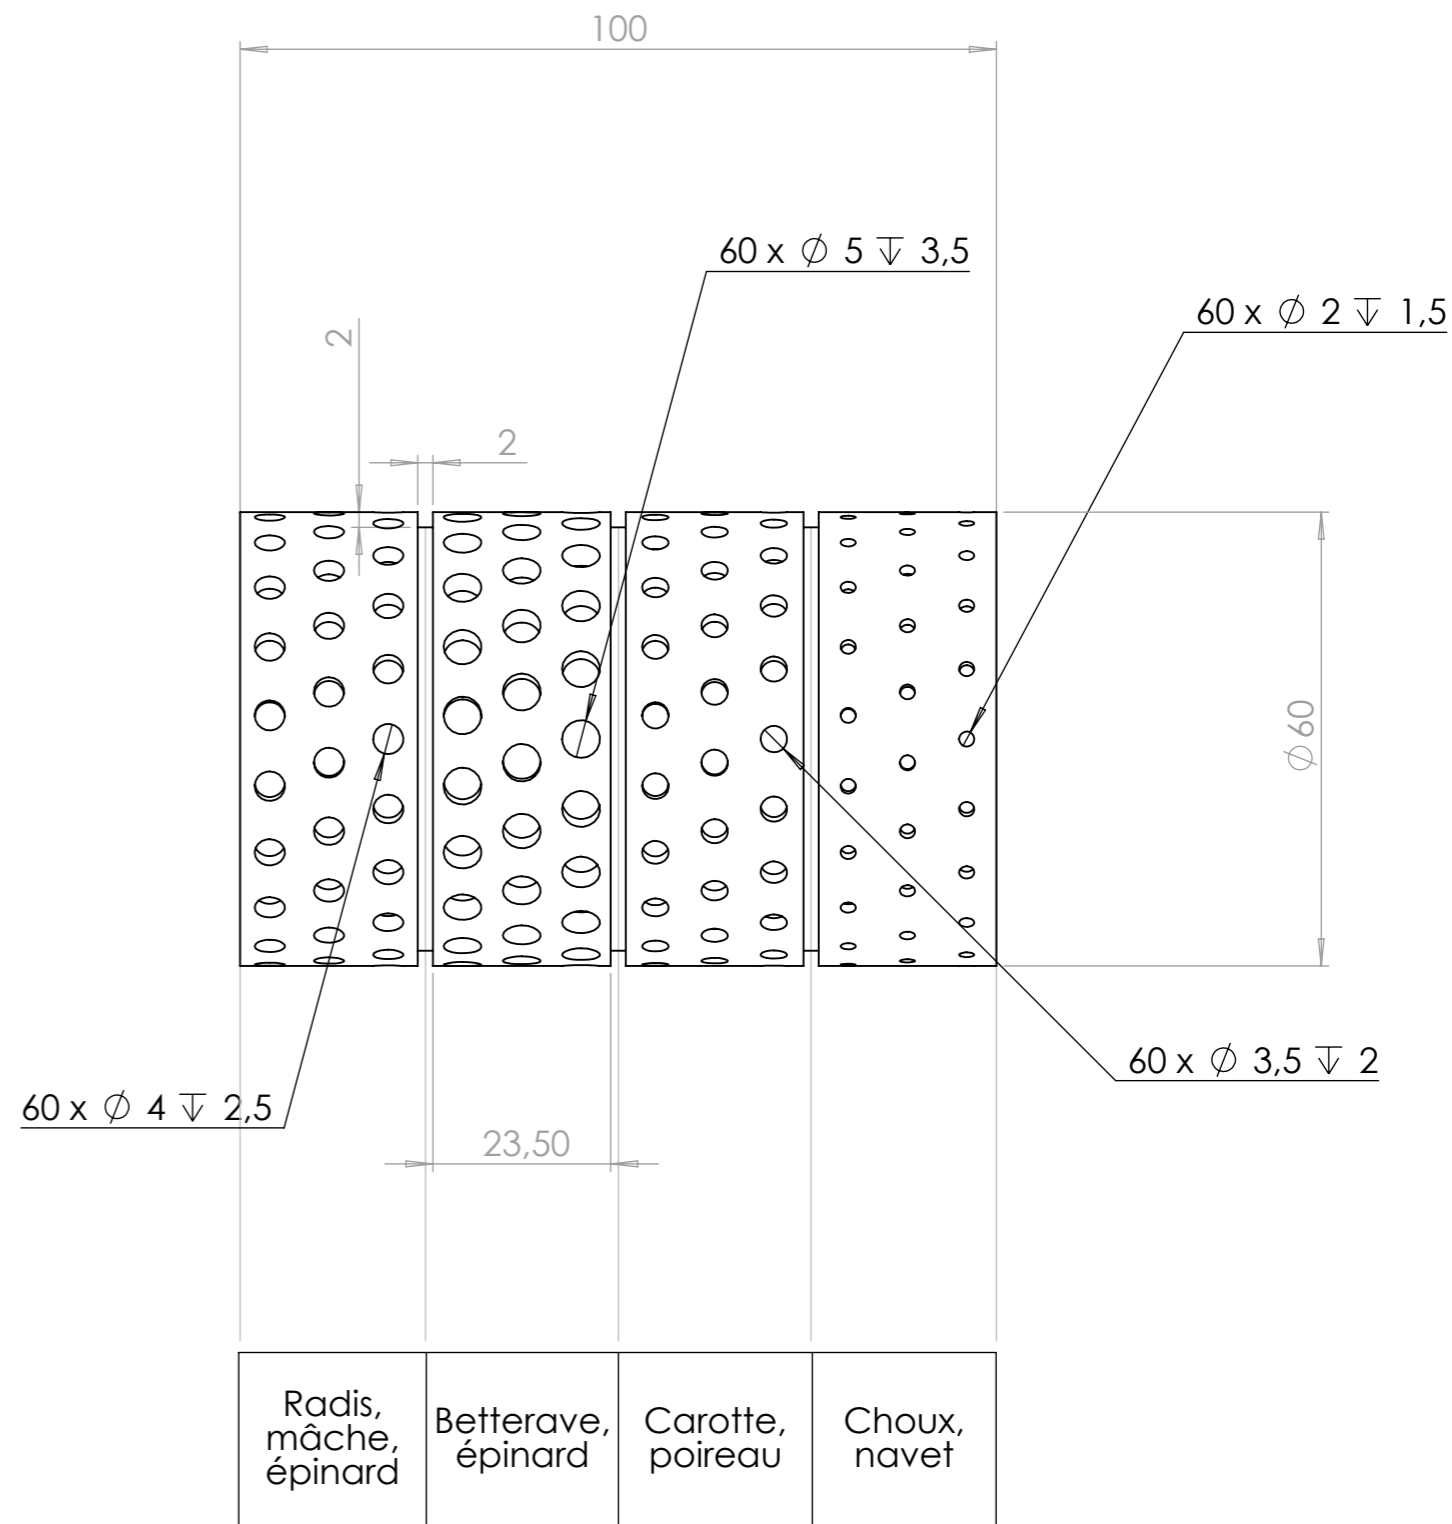 100
60 x ∅ 5 ↧ 3,5
60 x ∅ 2 ↧ 1,5
2
2
∅60
60 x ∅ 3,5 ↧ 2
60 x ∅ 4 ↧ 2,5
23,50
Radis,
mâche,
épinard
Betterave,
épinard
Carotte,
poireau
Choux,
navet